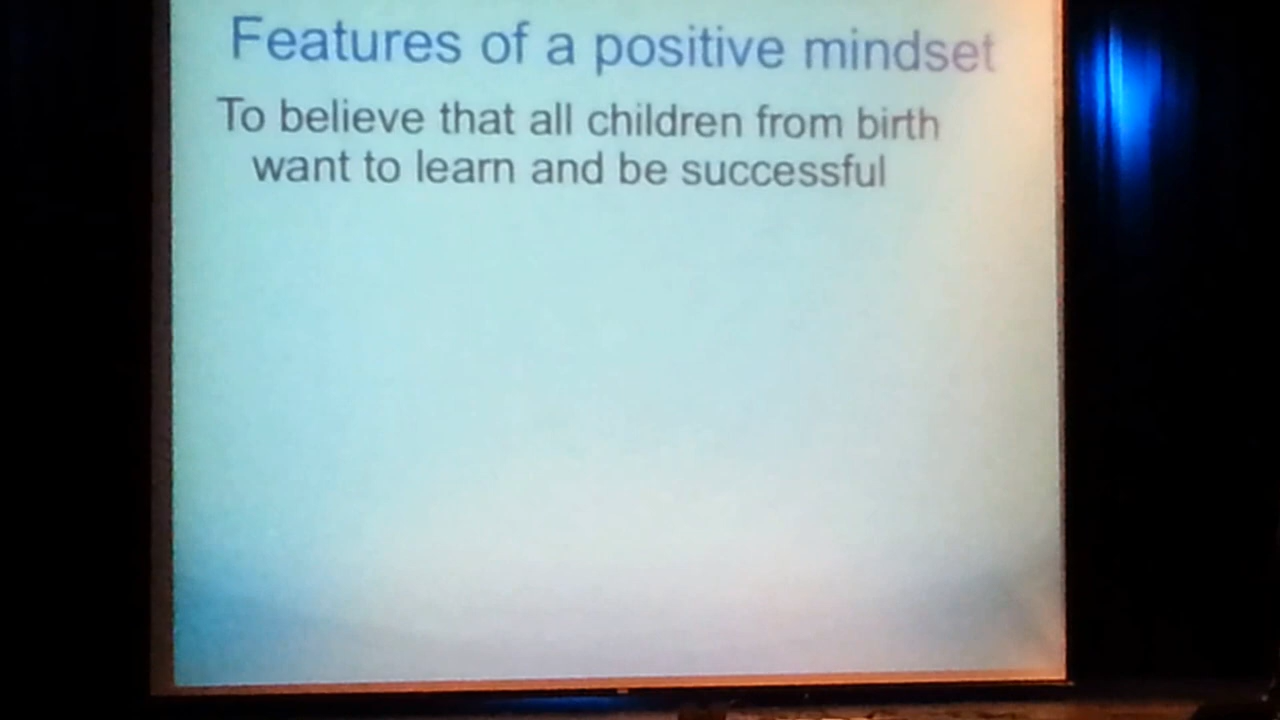 Features of a positive mindset
To believe that all children from birth
want to learn and be successful